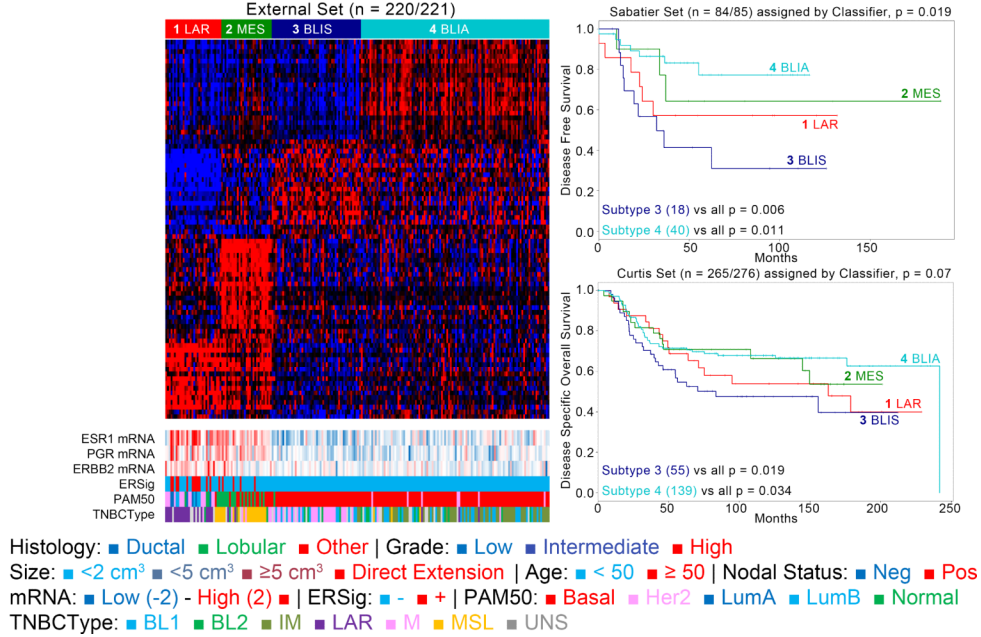 External Set (n = 220/221)
1 LAR 2 MES 3 BLIS 4 BLIA
ESR1 mRNA
PGR mRNA
ERBB2 mRNA
ERSig
PAM50
TNBCType
Sabatier Set (n = 84/85) assigned by Classifier, p = 0.019
Disease Free Survival
1.0
0.8
0.6
0.4
0.2
0.0
4 BLIA
2 MES
1 LAR
3 BLIS
Subtype 3 (18) vs all p = 0.006
Subtype 4 (40) vs all p = 0.011
0 50 100 150
Months
Curtis Set (n = 265/276) assigned by Classifier, p = 0.07
Disease Specific Overall Survival
1.0
0.8
0.6
0.4
0.2
0.0
4 BLIA
2 MES
1 LAR
3 BLIS
Subtype 3 (55) vs all p = 0.019
Subtype 4 (139) vs all p = 0.034
0 50 100 150 200 250
Months
Histology: ■ Ductal ■ Lobular ■ Other | Grade: ■ Low ■ Intermediate ■ High
Size: ■ <2 cm³ ■ <5 cm³ ■ ≥5 cm³ ■ Direct Extension | Age: ■ < 50 ■ ≥ 50 | Nodal Status: ■ Neg ■ Pos
mRNA: ■ Low (-2) - High (2) ■ | ERSig: ■ - ■ + | PAM50: ■ Basal ■ Her2 ■ LumA ■ LumB ■ Normal
TNBCType: ■ BL1 ■ BL2 ■ IM ■ LAR ■ M ■ MSL ■ UNS